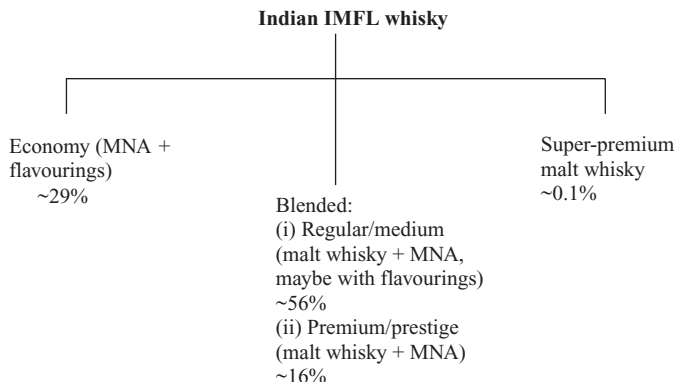 Indian IMFL whisky
Economy (MNA +
flavourings)
~29%
Blended:
(i) Regular/medium
(malt whisky + MNA,
maybe with flavourings)
~56%
(ii) Premium/prestige
(malt whisky + MNA)
~16%
Super-premium
malt whisky
~0.1%